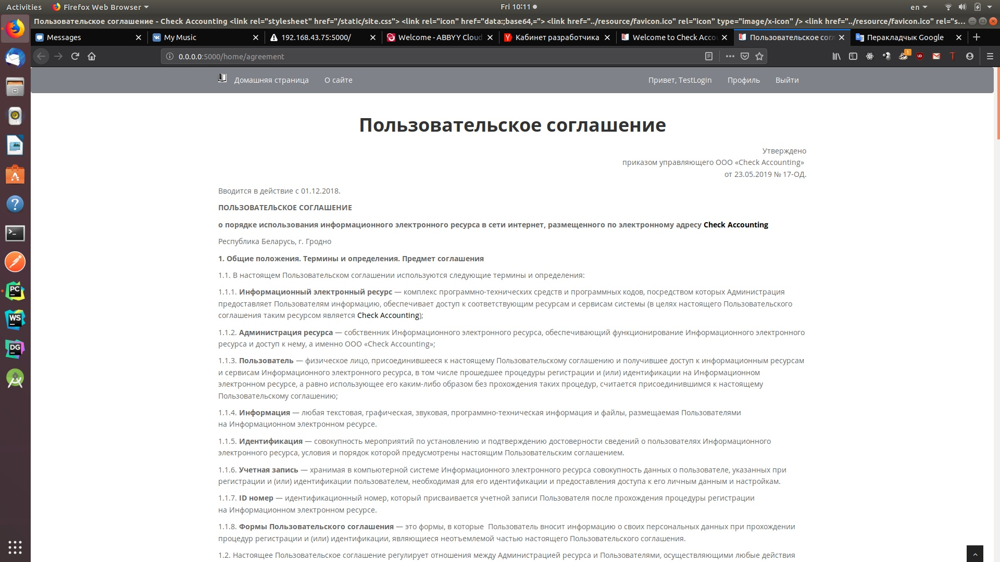 Activities
Firefox Web Browser
Fri 10:11
en
Пользовательское соглашение - Check Accounting <link rel="stylesheet" href="/static/site.css"> <link rel="icon" href="data:;base64,="> <link href="../resource/favicon.ico" rel="icon" type="image/x-icon" /> <link href="../resource/favicon.ico" rel="s...
Messages
My Music
192.168.43.75:5000/
Welcome - ABBYY Cloud
Кабинет разработчика
Welcome to Check Accou
Пользовательское согл
Перакладчык Google
0.0.0.0:5000/home/agreement
1
Домашняя страница
О сайте
Привет, TestLogin
Профиль
Выйти
Пользовательское соглашение
Утверждено
приказом управляющего ООО «Check Accounting»
от 23.05.2019 № 17-ОД.
Вводится в действие с 01.12.2018.
ПОЛЬЗОВАТЕЛЬСКОЕ СОГЛАШЕНИЕ
о порядке использования информационного электронного ресурса в сети интернет, размещенного по электронному адресу Check Accounting
Республика Беларусь, г. Гродно
1. Общие положения. Термины и определения. Предмет соглашения
1.1. В настоящем Пользовательском соглашении используются следующие термины и определения:
1.1.1. Информационный электронный ресурс — комплекс программно-технических средств и программных кодов, посредством которых Администрация
предоставляет Пользователям информацию, обеспечивает доступ к соответствующим ресурсам и сервисам системы (в целях настоящего Пользовательского
соглашения таким ресурсом является Check Accounting);
1.1.2. Администрация ресурса — собственник Информационного электронного ресурса, обеспечивающий функционирование Информационного электронного
ресурса и доступ к нему, а именно ООО «Check Accounting»;
1.1.3. Пользователь — физическое лицо, присоединившееся к настоящему Пользовательскому соглашению и получившее доступ к информационным ресурсам
и сервисам Информационного электронного ресурса, в том числе прошедшее процедуры регистрации и (или) идентификации на Информационном
электронном ресурсе, а равно использующее его каким-либо образом без прохождения таких процедур, считается присоединившимся к настоящему
Пользовательскому соглашению;
1.1.4. Информация — любая текстовая, графическая, звуковая, программно-техническая информация и файлы, размещаемая Пользователями
на Информационном электронном ресурсе.
1.1.5. Идентификация — совокупность мероприятий по установлению и подтверждению достоверности сведений о пользователях Информационного
электронного ресурса, условия и порядок которой предусмотрены настоящим Пользовательским соглашением.
1.1.6. Учетная запись — хранимая в компьютерной системе Информационного электронного ресурса совокупность данных о пользователе, указанных при
регистрации и (или) идентификации пользователем, необходимая для его идентификации и предоставления доступа к его личным данным и настройкам.
1.1.7. ID номер — идентификационный номер, который присваивается учетной записи Пользователя после прохождения процедуры регистрации
на Информационном электронном ресурсе.
1.1.8. Формы Пользовательского соглашения — это формы, в которые Пользователь вносит информацию о своих персональных данных при прохождении
процедур регистрации и (или) идентификации, являющиеся неотъемлемой частью настоящего Пользовательского соглашения.
1.2. Настоящее Пользовательское соглашение регулирует отношения между Администрацией ресурса и Пользователями, осуществляющими любые действия
PC
WS
DG